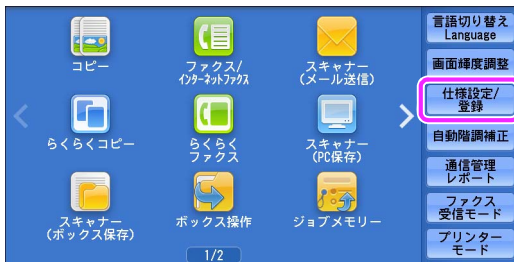 コピー
ファクス/
インターネットファクス
スキャナー
(メール送信)
らくらくコピー
らくらく
ファクス
スキャナー
(PC保存)
スキャナー
(ボックス保存)
ボックス操作
ジョブメモリー
1/2
言語切り替え
Language
画面輝度調整
仕様設定/
登録
自動階調補正
通信管理
レポート
ファクス
受信モード
プリンター
モード